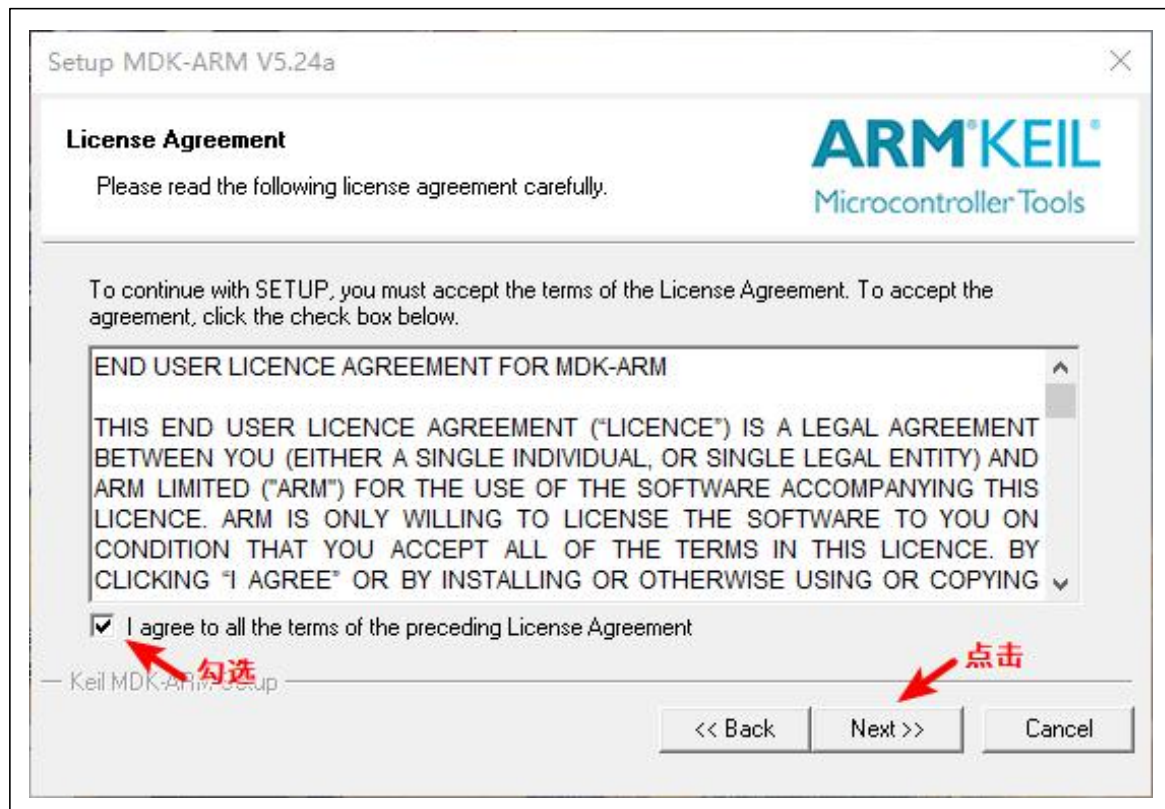 Setup MDK-ARM V5.24a
License Agreement
Please read the following license agreement carefully.
ARM®KEIL®
Microcontroller Tools
To continue with SETUP, you must accept the terms of the License Agreement. To accept the
agreement, click the check box below.
END USER LICENCE AGREEMENT FOR MDK-ARM
THIS END USER LICENCE AGREEMENT (“LICENCE”) IS A LEGAL AGREEMENT
BETWEEN YOU (EITHER A SINGLE INDIVIDUAL, OR SINGLE LEGAL ENTITY) AND
ARM LIMITED ("ARM") FOR THE USE OF THE SOFTWARE ACCOMPANYING THIS
LICENCE. ARM IS ONLY WILLING TO LICENSE THE SOFTWARE TO YOU ON
CONDITION THAT YOU ACCEPT ALL OF THE TERMS IN THIS LICENCE. BY
CLICKING “I AGREE” OR BY INSTALLING OR OTHERWISE USING OR COPYING
I agree to all the terms of the preceding License Agreement
勾选
点击
Keil MDK-ARM Setup
<< Back
Next >>
Cancel